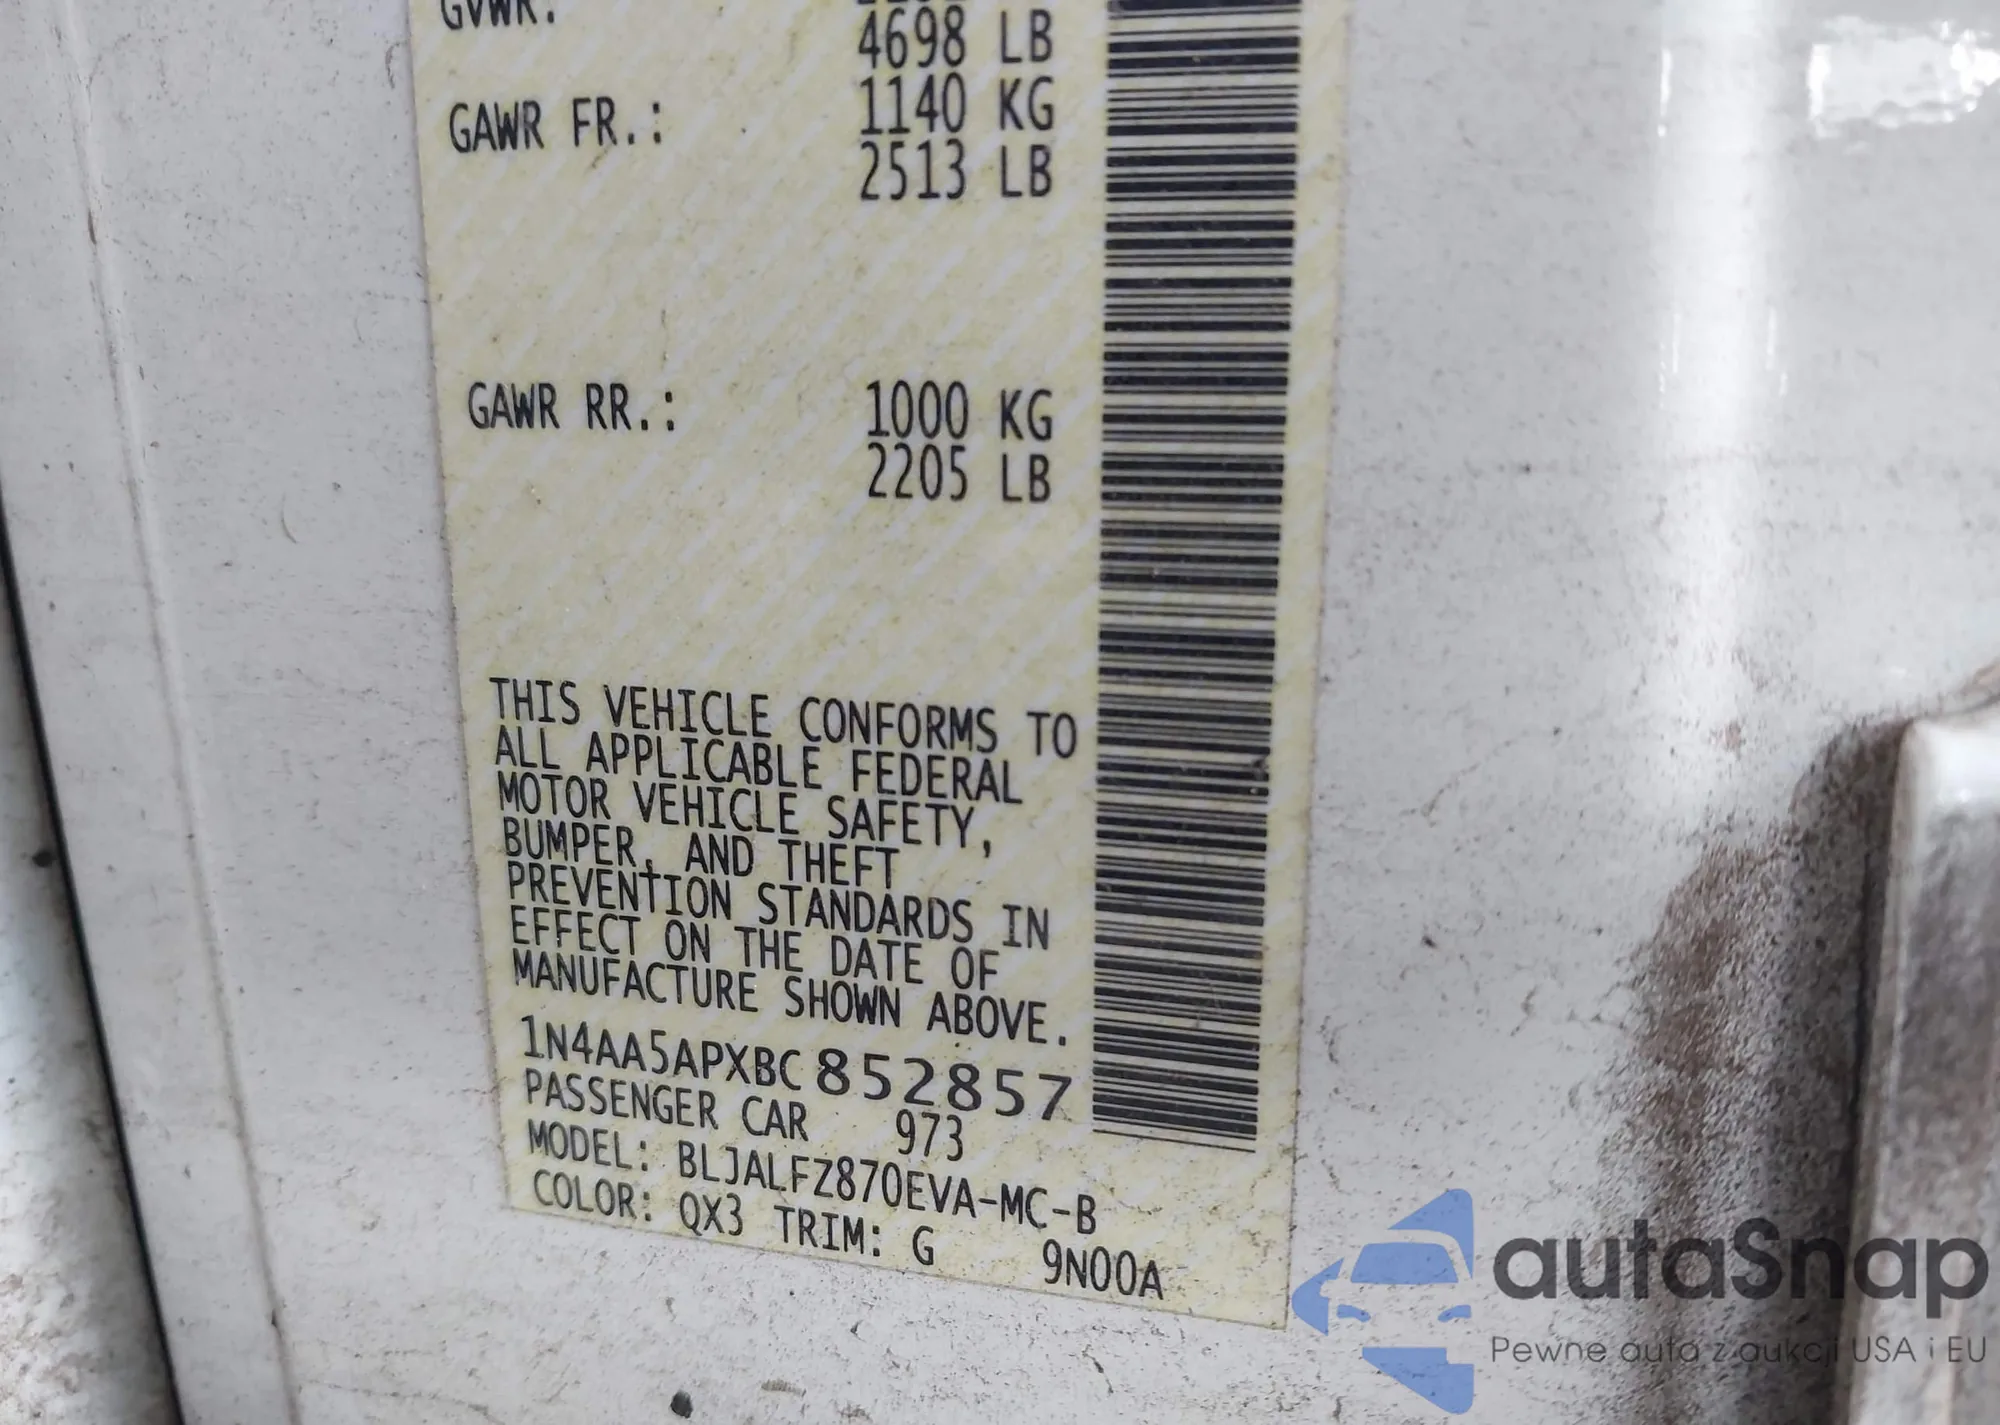 GVWR:
4698 LB
GAWR FR.: 1140 KG
2513 LB
GAWR RR.: 1000 KG
2205 LB
THIS VEHICLE CONFORMS TO
ALL APPLICABLE FEDERAL
MOTOR VEHICLE SAFETY,
BUMPER, AND THEFT
PREVENTION STANDARDS IN
EFFECT ON THE DATE OF
MANUFACTURE SHOWN ABOVE.
1N4AA5APXBC852857
PASSENGER CAR 973
MODEL: BLJALFZ870EVA-MC-B
COLOR: QX3 TRIM: G 9N00A
autaSnap
Pewne auta z aukcji USA i EU